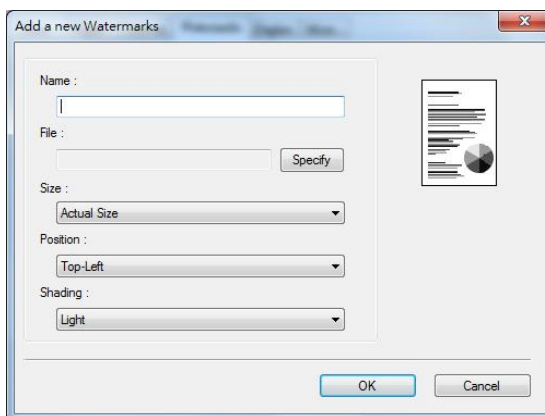 Add a new Watermarks
Name :
File :
Specify
Size :
Actual Size
Position :
Top-Left
Shading :
Light
OK Cancel